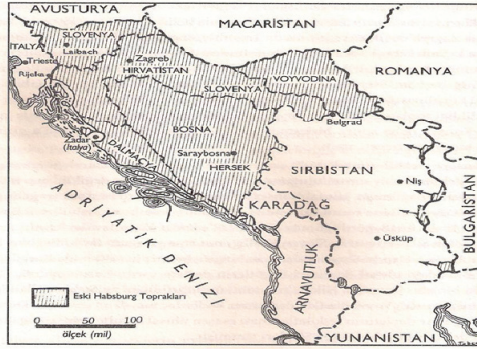 AVUSTURYA
MACARİSTAN
SLOVENYA
Laibach
İTALYA
Trieste
Rijeka
Zagreb
HIRVATİSTAN
ROMANYA
VOYVODİNA
SLOVENYA
Belgrad
BOSNA
Zadar
(İtalya)
DALMAÇYA
Saraybosna
HERSEK
SIRBİSTAN
Niş
KARADAĞ
BULGARİSTAN
ADRİYATİK DENİZİ
Üsküp
ARNAVUTLUK
Eski Habsburg Toprakları
0 50 100
ölçek (mil)
YUNANİSTAN